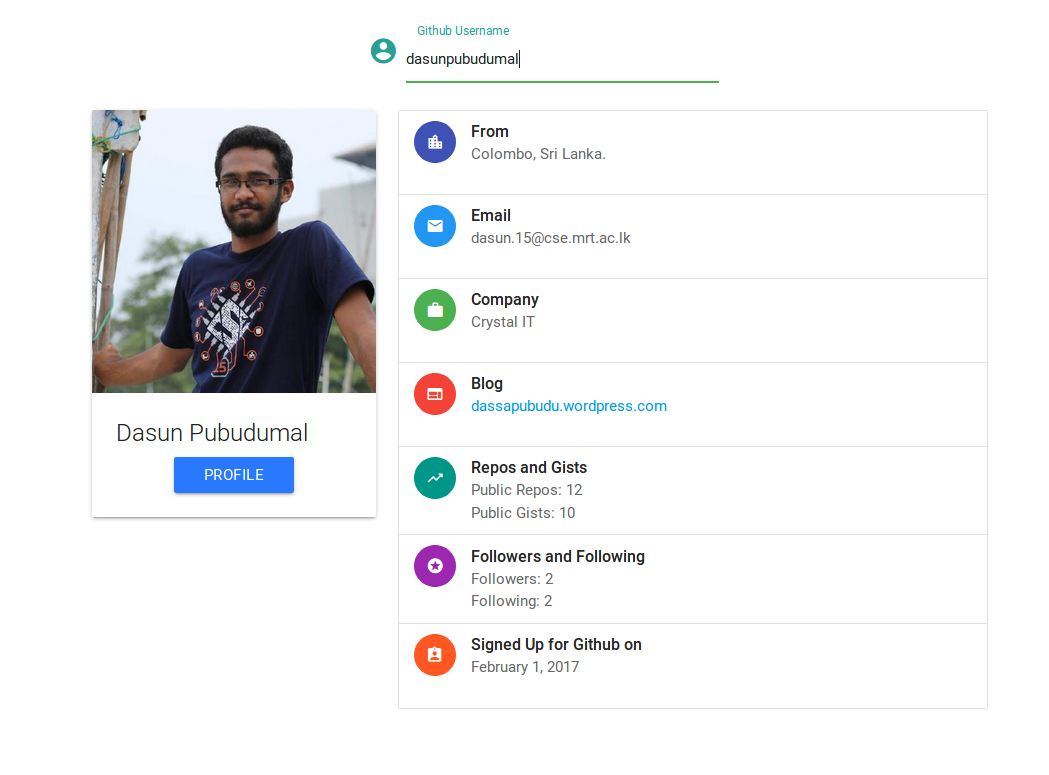 Github Username
dasunpubudumal
Dasun Pubudumal
PROFILE
From
Colombo, Sri Lanka.
Email
dasun.15@cse.mrt.ac.lk
Company
Crystal IT
Blog
dassapubudu.wordpress.com
Repos and Gists
Public Repos: 12
Public Gists: 10
Followers and Following
Followers: 2
Following: 2
Signed Up for Github on
February 1, 2017